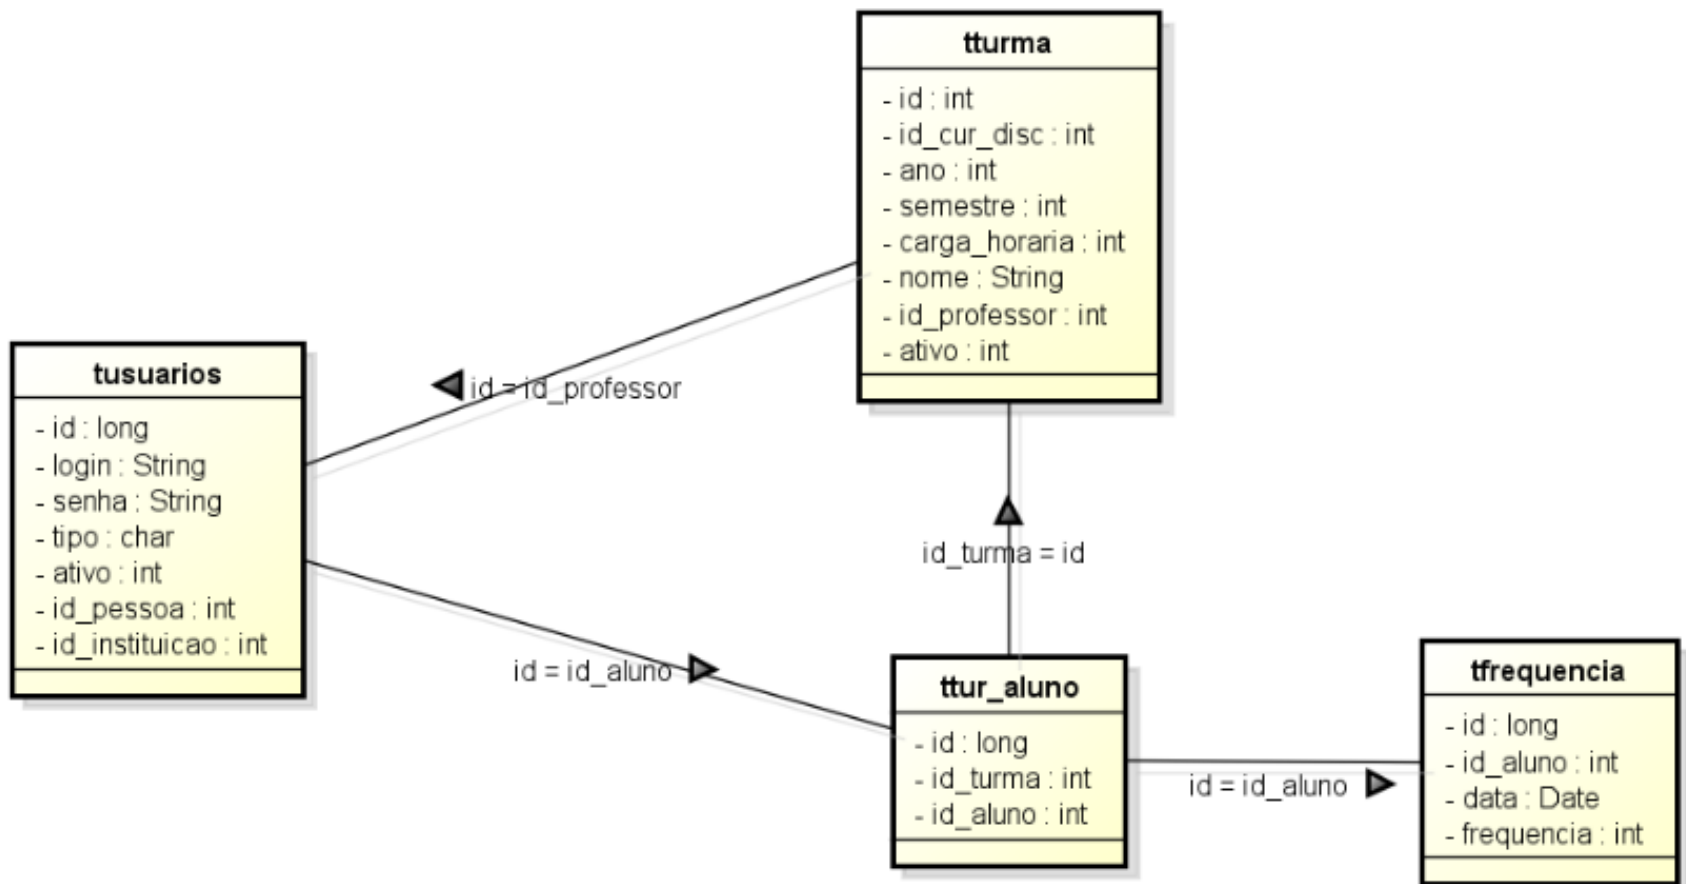 tturma
- id : int
- id_cur_disc : int
- ano : int
- semestre : int
- carga_horaria : int
- nome : String
- id_professor : int
- ativo : int
tusuarios
- id : long
- login : String
- senha : String
- tipo : char
- ativo : int
- id_pessoa : int
- id_instituicao : int
id = id_professor
id_turma = id
id = id_aluno
ttur_aluno
- id : long
- id_turma : int
- id_aluno : int
id = id_aluno
tfrequencia
- id : long
- id_aluno : int
- data : Date
- frequencia : int